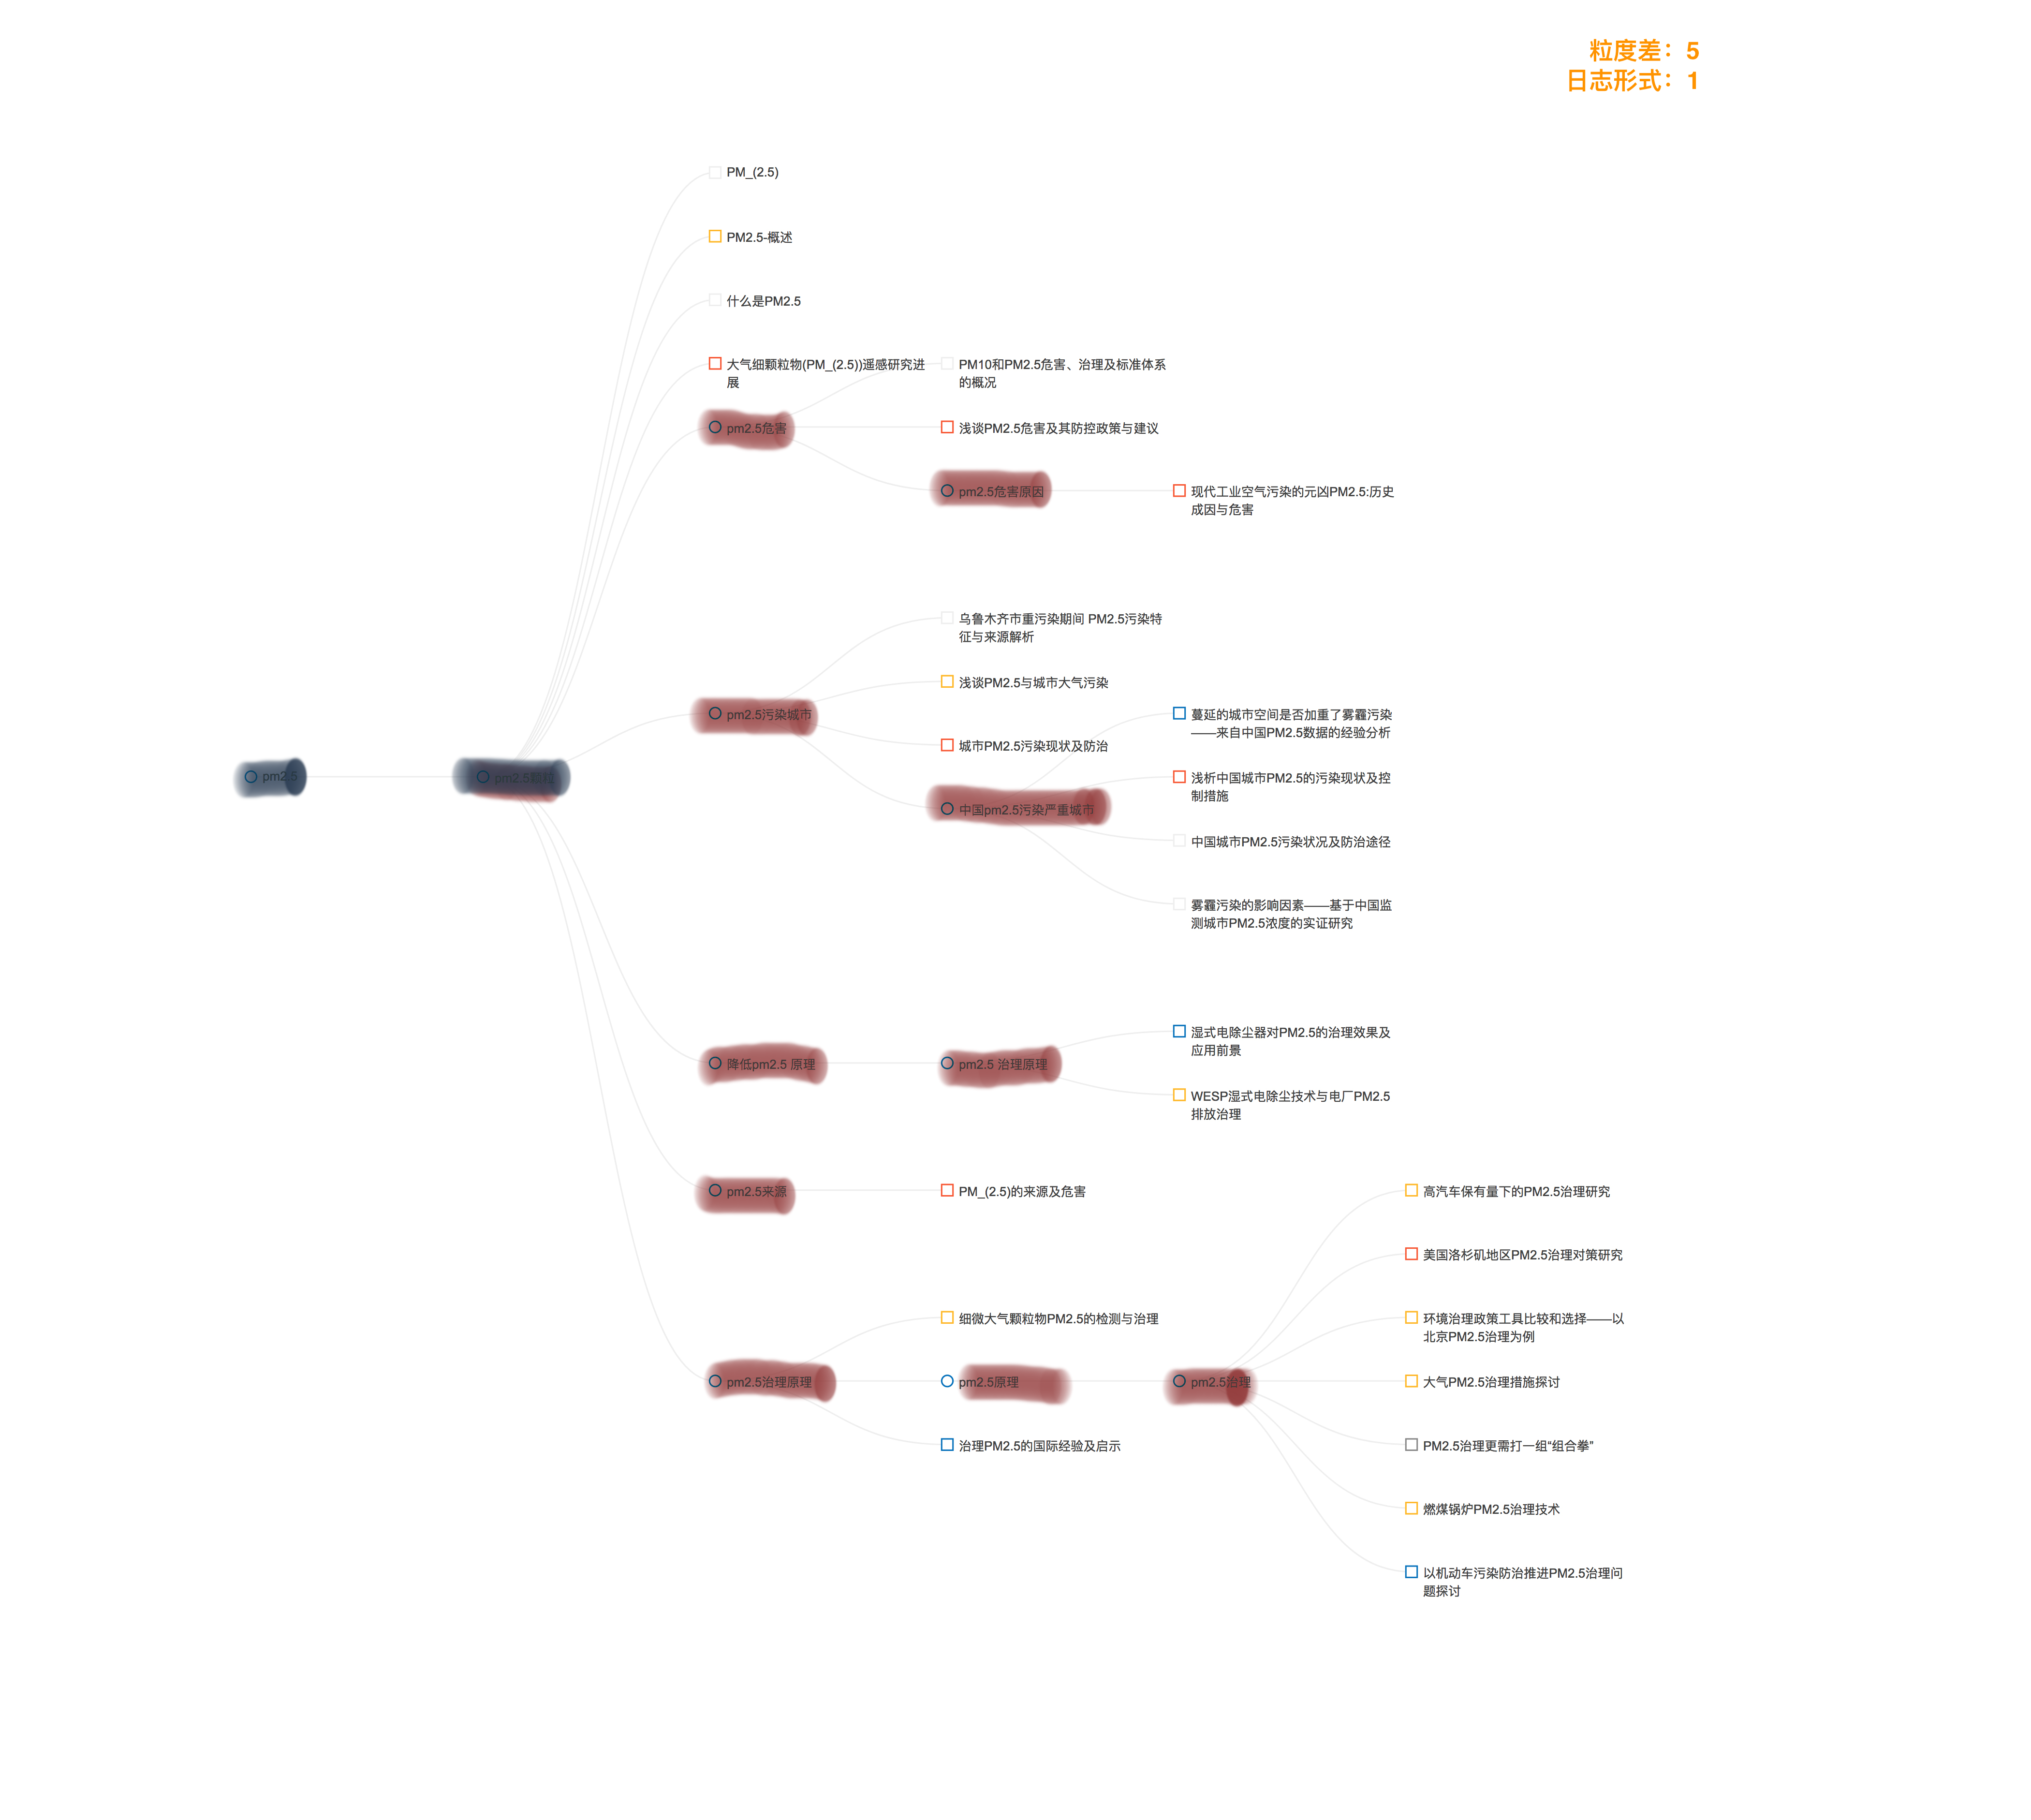 粒度差：5
日志形式：1
PM_(2.5)
PM2.5-概述
什么是PM2.5
大气细颗粒物(PM_(2.5))遥感研究进
展
PM10和PM2.5危害、治理及标准体系
的概况
pm2.5危害
浅谈PM2.5危害及其防控政策与建议
pm2.5危害原因
现代工业空气污染的元凶PM2.5:历史
成因与危害
乌鲁木齐市重污染期间 PM2.5污染特
征与来源解析
浅谈PM2.5与城市大气污染
pm2.5污染城市
城市PM2.5污染现状及防治
蔓延的城市空间是否加重了雾霾污染
——来自中国PM2.5数据的经验分析
pm2.5
pm2.5颗粒
浅析中国城市PM2.5的污染现状及控
制措施
中国pm2.5污染严重城市
中国城市PM2.5污染状况及防治途径
雾霾污染的影响因素——基于中国监
测城市PM2.5浓度的实证研究
湿式电除尘器对PM2.5的治理效果及
应用前景
降低pm2.5 原理
pm2.5 治理原理
WESP湿式电除尘技术与电厂PM2.5
排放治理
pm2.5来源
PM_(2.5)的来源及危害
高汽车保有量下的PM2.5治理研究
美国洛杉矶地区PM2.5治理对策研究
细微大气颗粒物PM2.5的检测与治理
环境治理政策工具比较和选择——以
北京PM2.5治理为例
pm2.5治理原理
pm2.5原理
pm2.5治理
大气PM2.5治理措施探讨
治理PM2.5的国际经验及启示
PM2.5治理更需打一组“组合拳”
燃煤锅炉PM2.5治理技术
以机动车污染防治推进PM2.5治理问
题探讨